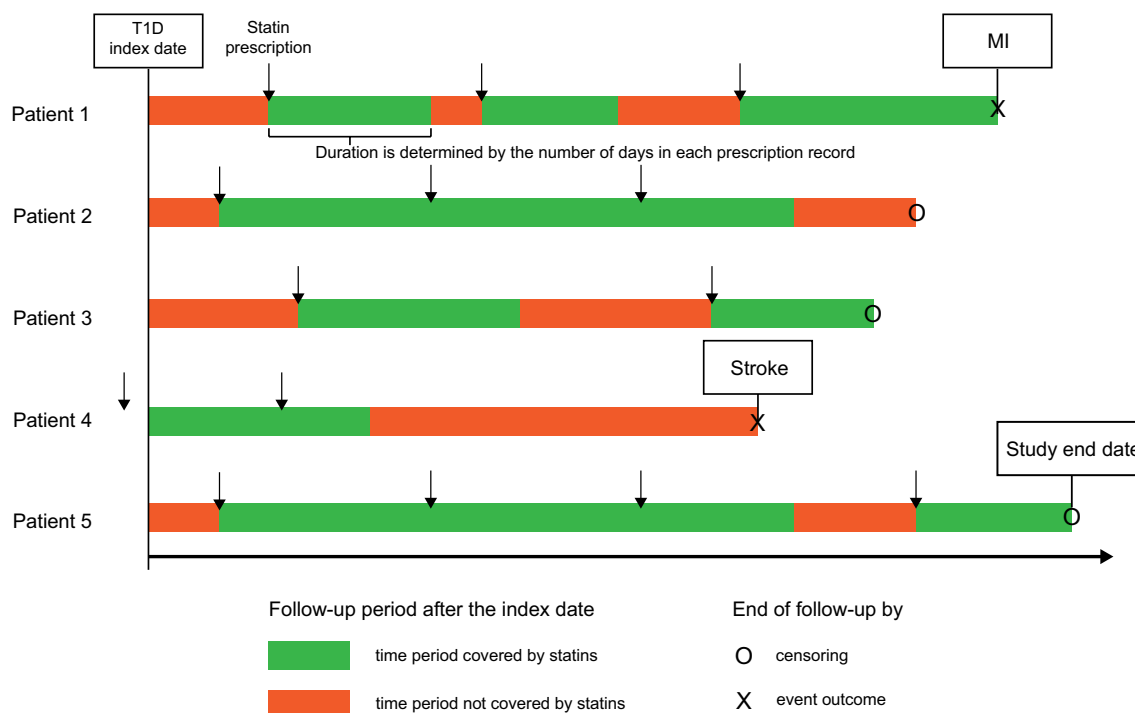 T1D
index date
Statin
prescription
MI
Patient 1
X
Duration is determined by the number of days in each prescription record
Patient 2
O
Patient 3
O
Stroke
Patient 4
X
Study end date
Patient 5
O
Follow-up period after the index date
End of follow-up by
time period covered by statins
O censoring
time period not covered by statins
X event outcome